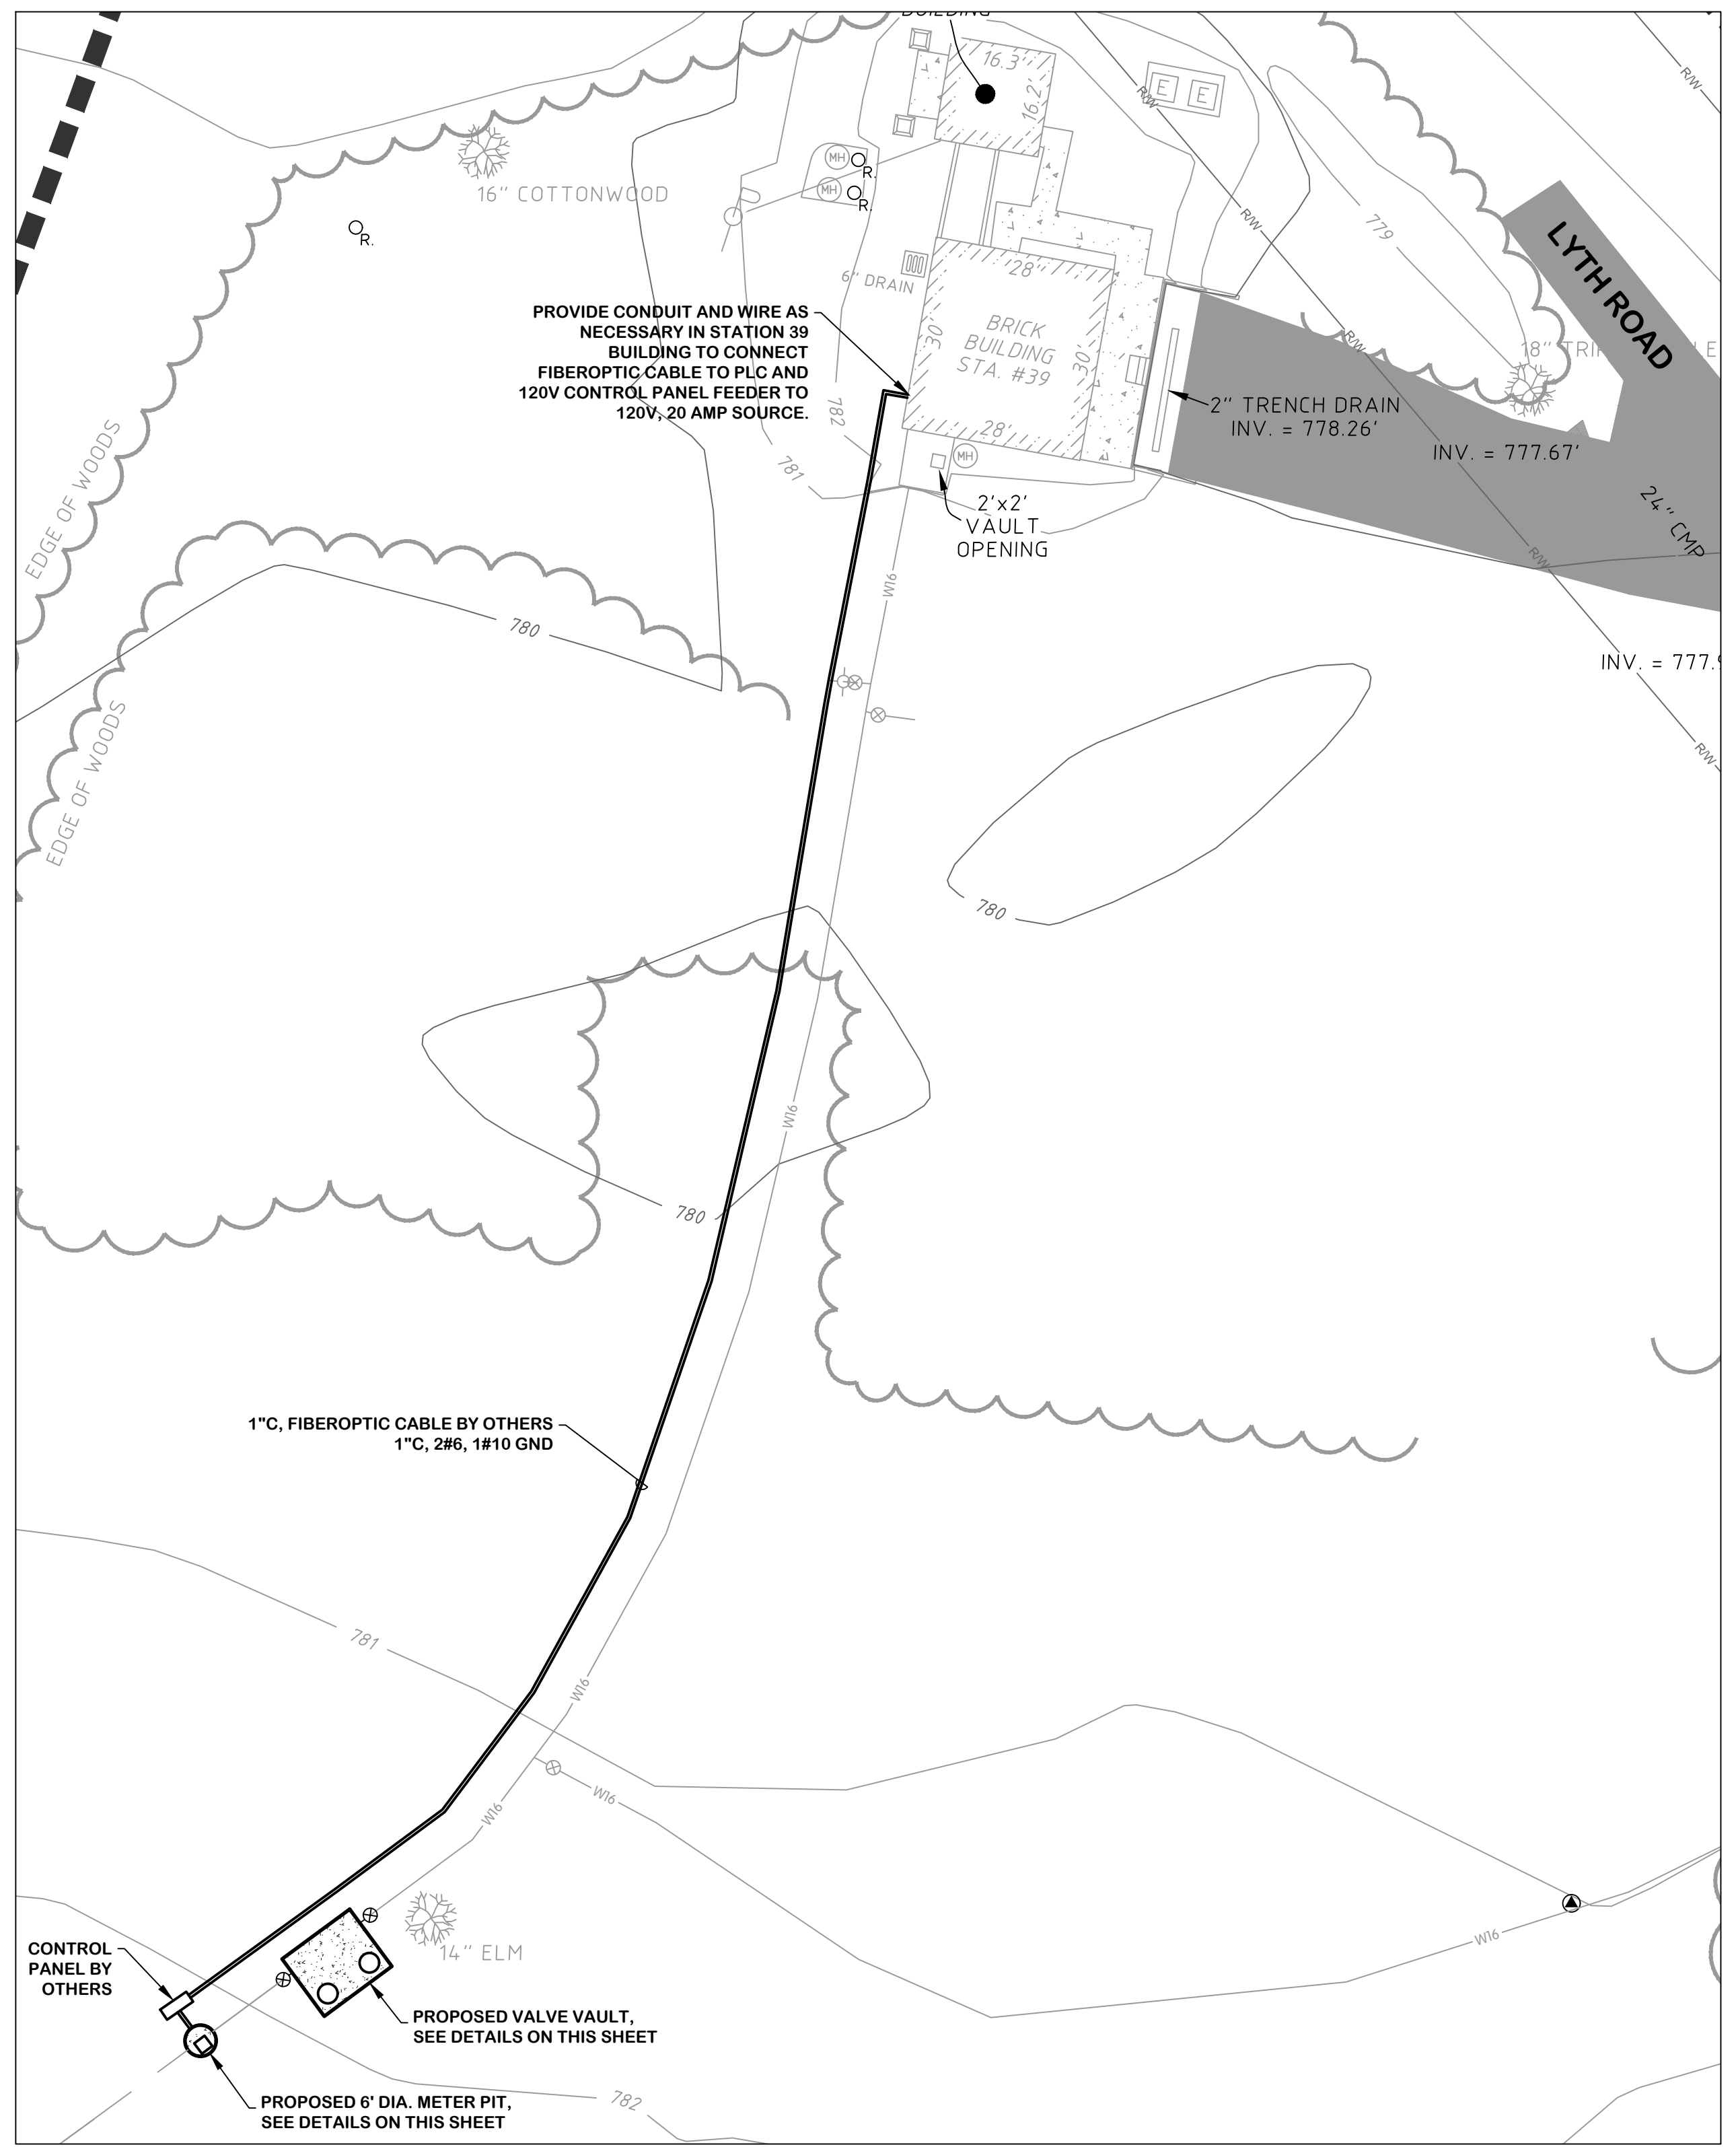 BUILDING
16.3'
16.2'
E E
R/W
R/W
16" COTTONWOOD
MH
R.
MH
R.
R.
R/W
779
LYTH ROAD
6" DRAIN
28'
30'
BRICK
BUILDING
STA. #39
30'
28'
PROVIDE CONDUIT AND WIRE AS
NECESSARY IN STATION 39
BUILDING TO CONNECT
FIBEROPTIC CABLE TO PLC AND
120V CONTROL PANEL FEEDER TO
120V, 20 AMP SOURCE.
R/W
18" TRI
2" TRENCH DRAIN
INV. = 778.26'
782
781
MH
INV. = 777.67'
2'x2'
VAULT
OPENING
24" CMP
R/W
EDGE OF WOODS
W16
780
INV. = 777.9
R/W
EDGE OF WOODS
780
W16
780
1"C, FIBEROPTIC CABLE BY OTHERS
1"C, 2#6, 1#10 GND
781
W16
W16
W16
W16
14" ELM
CONTROL
PANEL BY
OTHERS
PROPOSED VALVE VAULT,
SEE DETAILS ON THIS SHEET
PROPOSED 6' DIA. METER PIT,
SEE DETAILS ON THIS SHEET
782